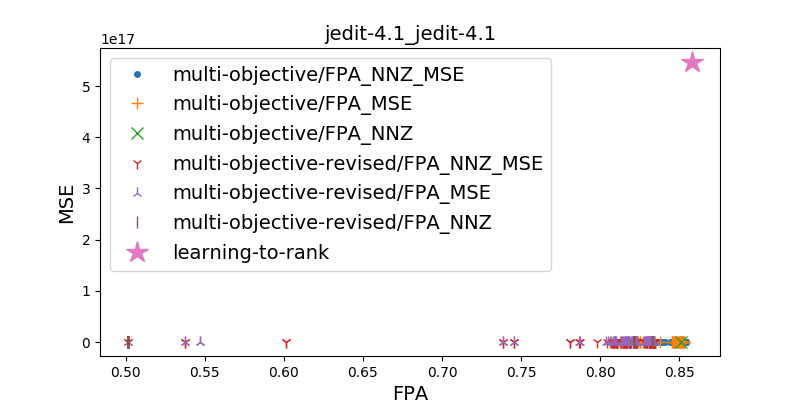 jedit-4.1_jedit-4.1
1e17
multi-objective/FPA_NNZ_MSE
multi-objective/FPA_MSE
multi-objective/FPA_NNZ
multi-objective-revised/FPA_NNZ_MSE
multi-objective-revised/FPA_MSE
multi-objective-revised/FPA_NNZ
learning-to-rank
MSE
5
4
3
2
1
0
0.50 0.55 0.60 0.65 0.70 0.75 0.80 0.85
FPA